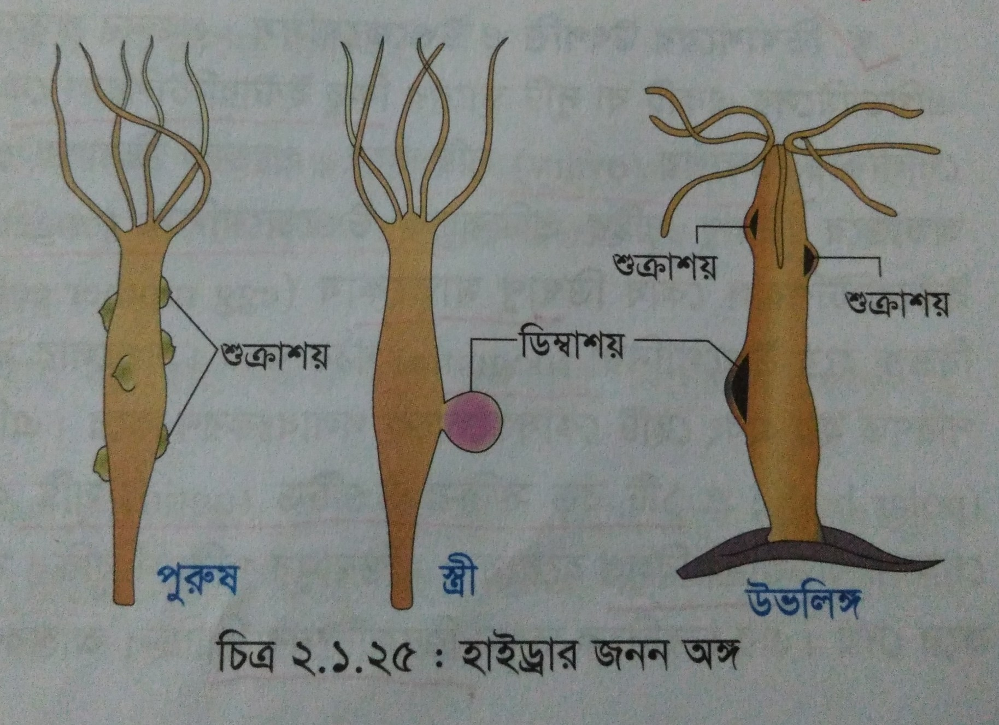 শুক্রাশয়
শুক্রাশয়
ডিম্বাশয়
শুক্রাশয়
পুরুষ
স্ত্রী
উভলিঙ্গ
চিত্র ২.১.২৫ : হাইড্রার জনন অঙ্গ